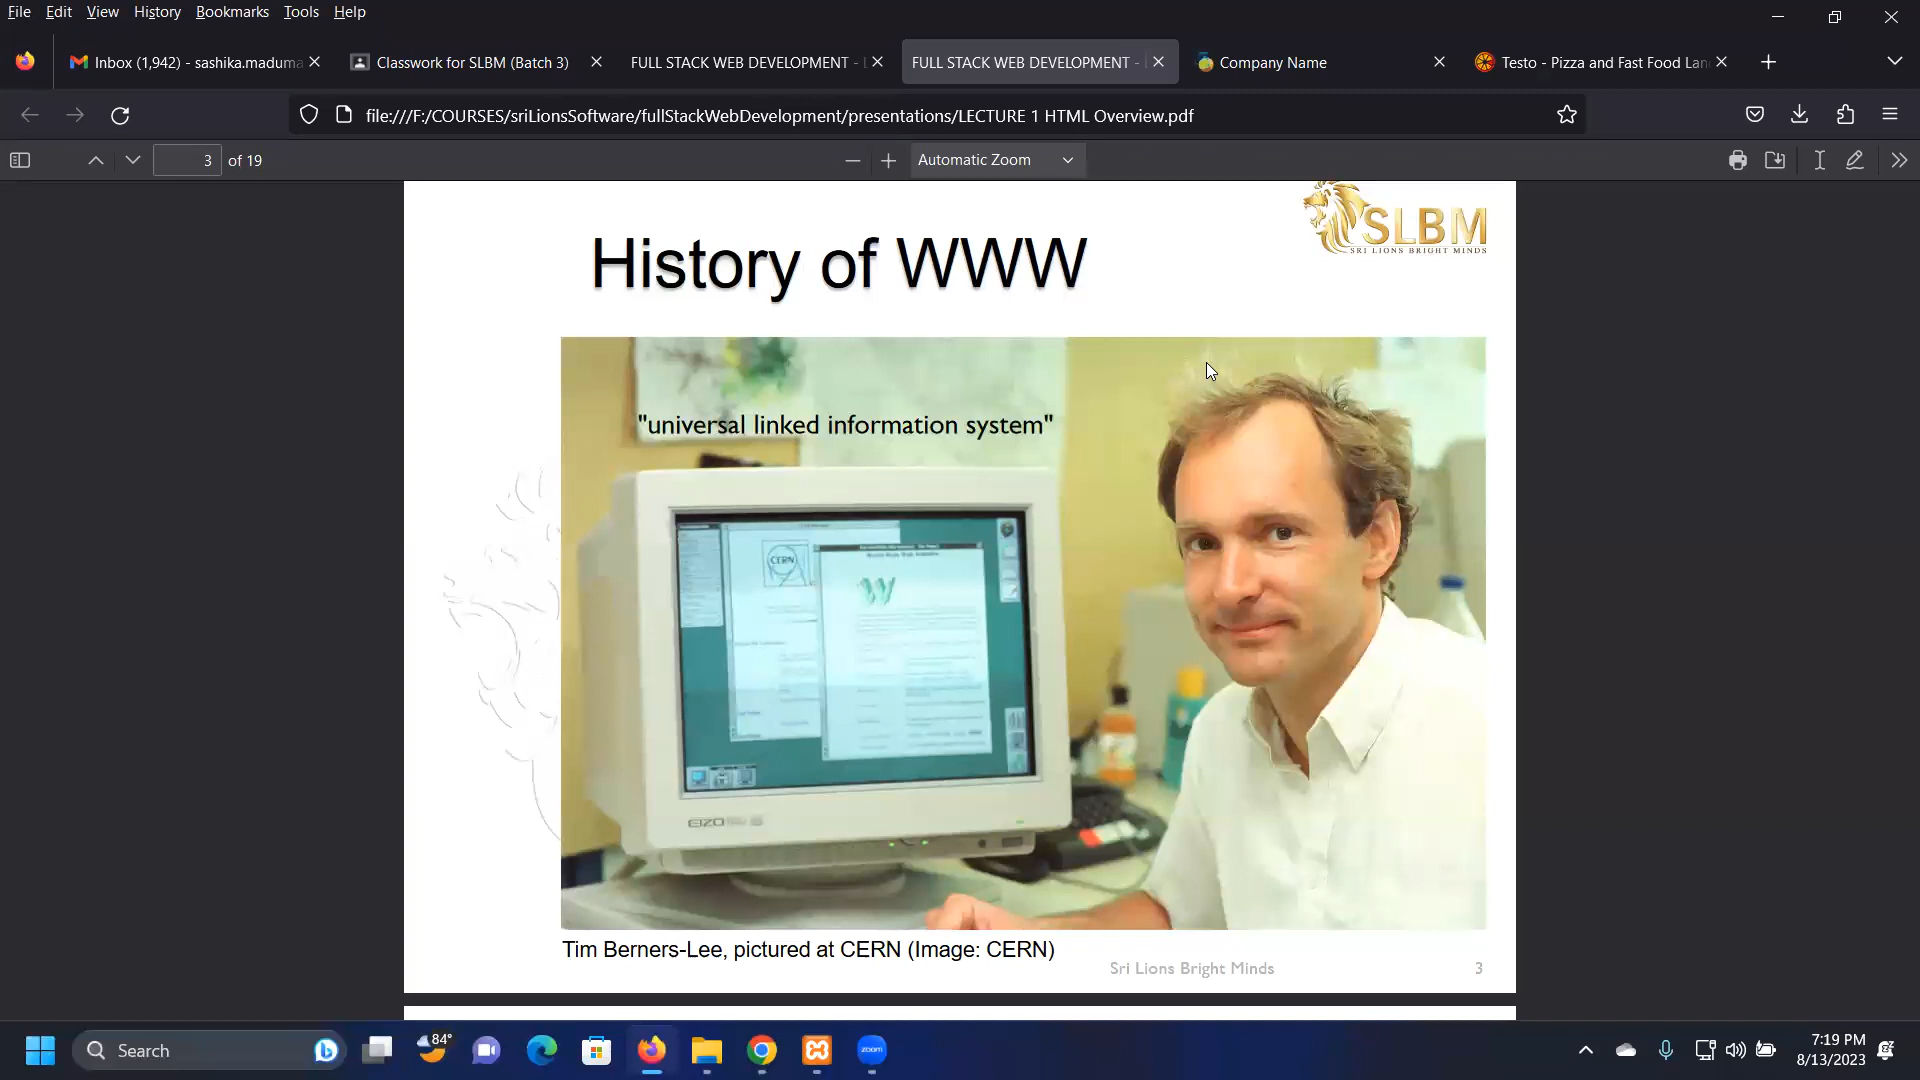 File Edit View History Bookmarks Tools Help
Inbox (1,942) - sashika.maduma
Classwork for SLBM (Batch 3)
FULL STACK WEB DEVELOPMENT -
FULL STACK WEB DEVELOPMENT -
Company Name
Testo - Pizza and Fast Food Lan
file:///F:/COURSES/sriLionsSoftware/fullStackWebDevelopment/presentations/LECTURE 1 HTML Overview.pdf
3 of 19
Automatic Zoom
SLBM
SRI LIONS BRIGHT MINDS
History of WWW
"universal linked information system"
CERN
W
EIZO
Tim Berners-Lee, pictured at CERN (Image: CERN)
Sri Lions Bright Minds
3
Search
84°
zoom
7:19 PM
8/13/2023